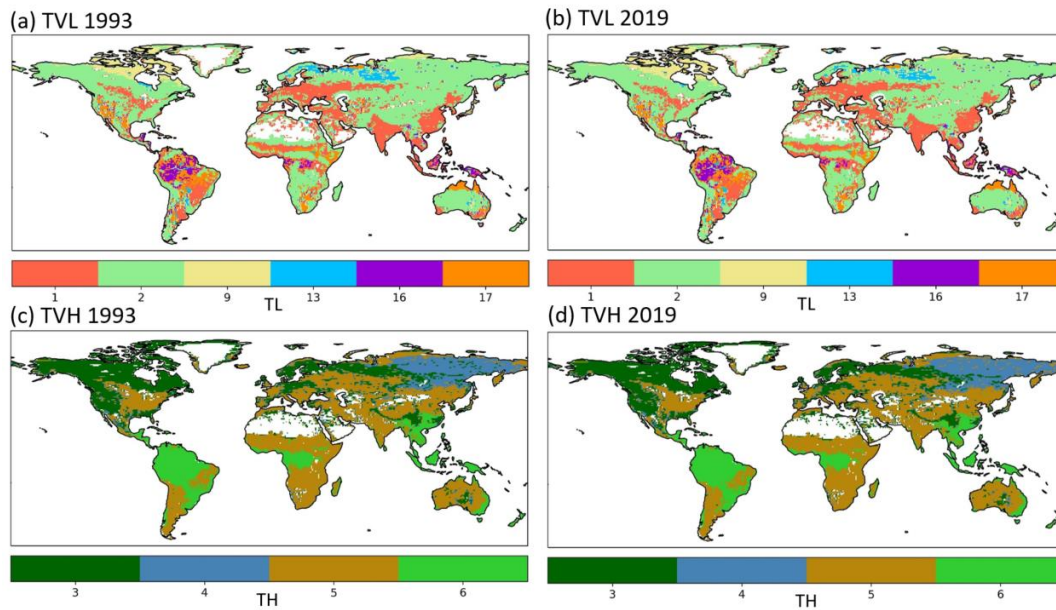 (a) TVL 1993
(b) TVL 2019
1 2 9 13 16 17
TL
1 2 9 13 16 17
TL
(c) TVH 1993
(d) TVH 2019
3 4 5 6
TH
3 4 5 6
TH